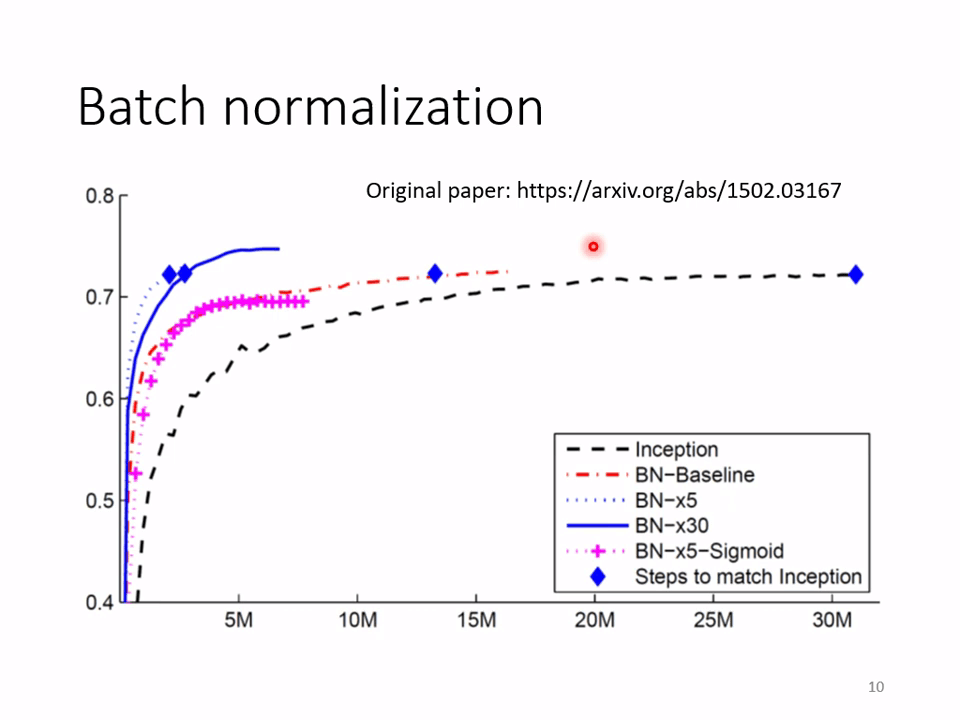 Batch normalization
Original paper: https://arxiv.org/abs/1502.03167
0.8
0.7
0.6
0.5
0.4
5M 10M 15M 20M 25M 30M
Inception
BN−Baseline
BN−x5
BN−x30
BN−x5−Sigmoid
Steps to match Inception
10